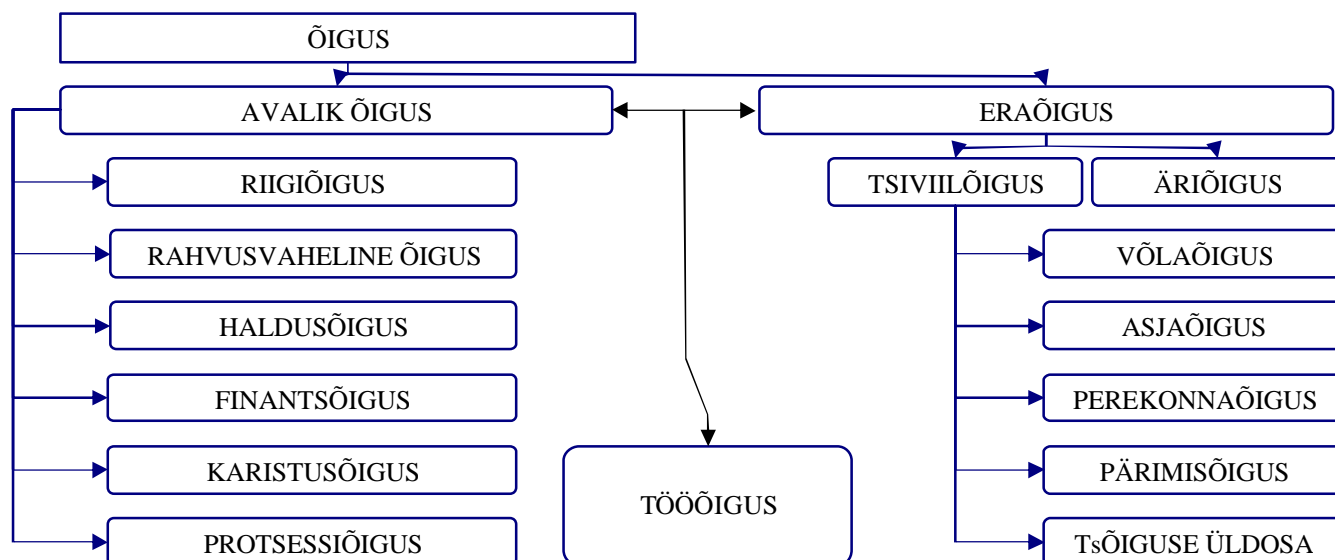 ÕIGUS
AVALIK ÕIGUS
ERAÕIGUS
RIIGIÕIGUS
TSIVIILÕIGUS
ÄRIÕIGUS
RAHVUSVAHELINE ÕIGUS
VÕLAÕIGUS
HALDUSÕIGUS
ASJAÕIGUS
FINANTSÕIGUS
PEREKONNAÕIGUS
KARISTUSÕIGUS
PÄRIMISÕIGUS
TÖÖÕIGUS
PROTSESSIÕIGUS
TsÕIGUSE ÜLDOSA